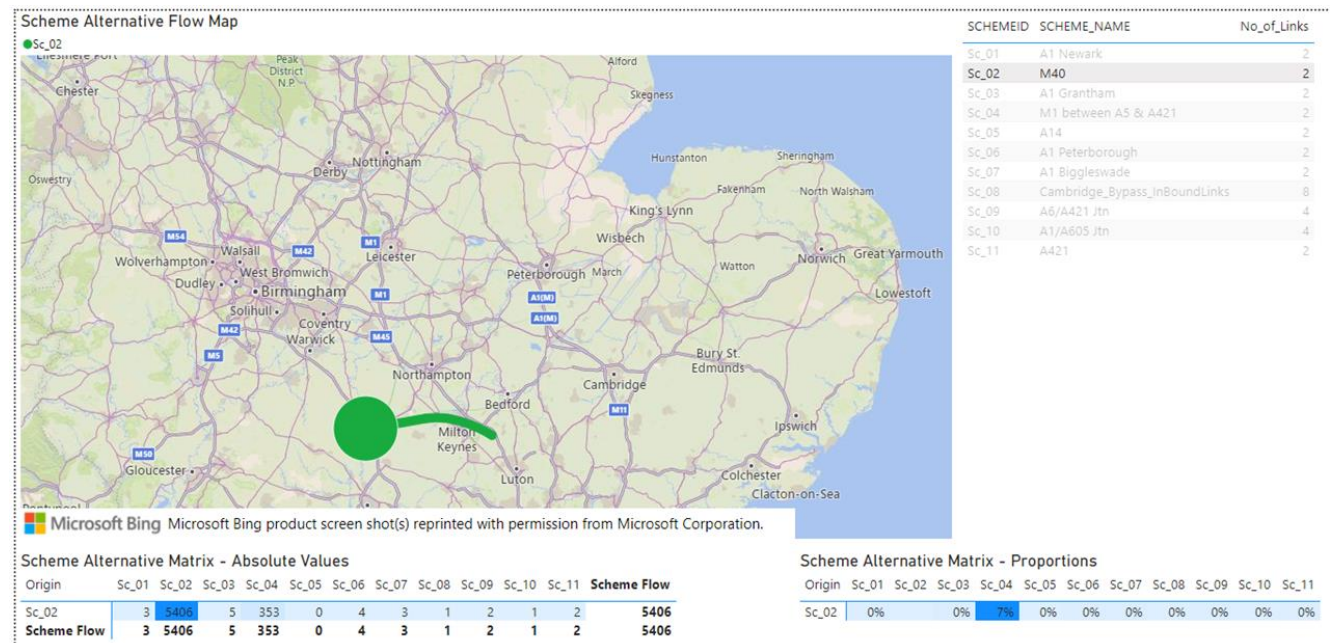 Scheme Alternative Flow Map
Sc_02
SCHEMEID SCHEME_NAME No_of_Links
Sc_01 A1 Newark 2
Sc_02 M40 2
Sc_03 A1 Grantham 2
Sc_04 M1 between A5 & A421 2
Sc_05 A14 2
Sc_06 A1 Peterborough 2
Sc_07 A1 Biggleswade 2
Sc_08 Cambridge_Bypass_InBoundLinks 8
Sc_09 A6/A421 Jtn 4
Sc_10 A1/A605 Jtn 4
Sc_11 A421 2
Peak
District
N.P.
Alford
Chester
Skegness
Nottingham
Derby
Hunstanton
Sheringham
Oswestry
Fakenham
North Walsham
King's Lynn
M54
Walsall
M42
M1
Leicester
Wisbech
Wolverhampton
West Bromwich
Peterborough
March
Watton
Norwich
Great Yarmouth
Dudley
Birmingham
M1
A1(M)
Lowestoft
Solihull
Coventry
A1(M)
M42
Warwick
M45
M5
Bury St.
Edmunds
Northampton
Cambridge
Bedford
M11
Milton
Keynes
Ipswich
M50
Gloucester
Luton
Colchester
Clacton-on-Sea
Microsoft Bing Microsoft Bing product screen shot(s) reprinted with permission from Microsoft Corporation.
Scheme Alternative Matrix - Absolute Values
Origin Sc_01 Sc_02 Sc_03 Sc_04 Sc_05 Sc_06 Sc_07 Sc_08 Sc_09 Sc_10 Sc_11 Scheme Flow
Sc_02 3 5406 5 353 0 4 3 1 2 1 2 5406
Scheme Flow 3 5406 5 353 0 4 3 1 2 1 2 5406
Scheme Alternative Matrix - Proportions
Origin Sc_01 Sc_02 Sc_03 Sc_04 Sc_05 Sc_06 Sc_07 Sc_08 Sc_09 Sc_10 Sc_11
Sc_02 0% 0% 7% 0% 0% 0% 0% 0% 0% 0%